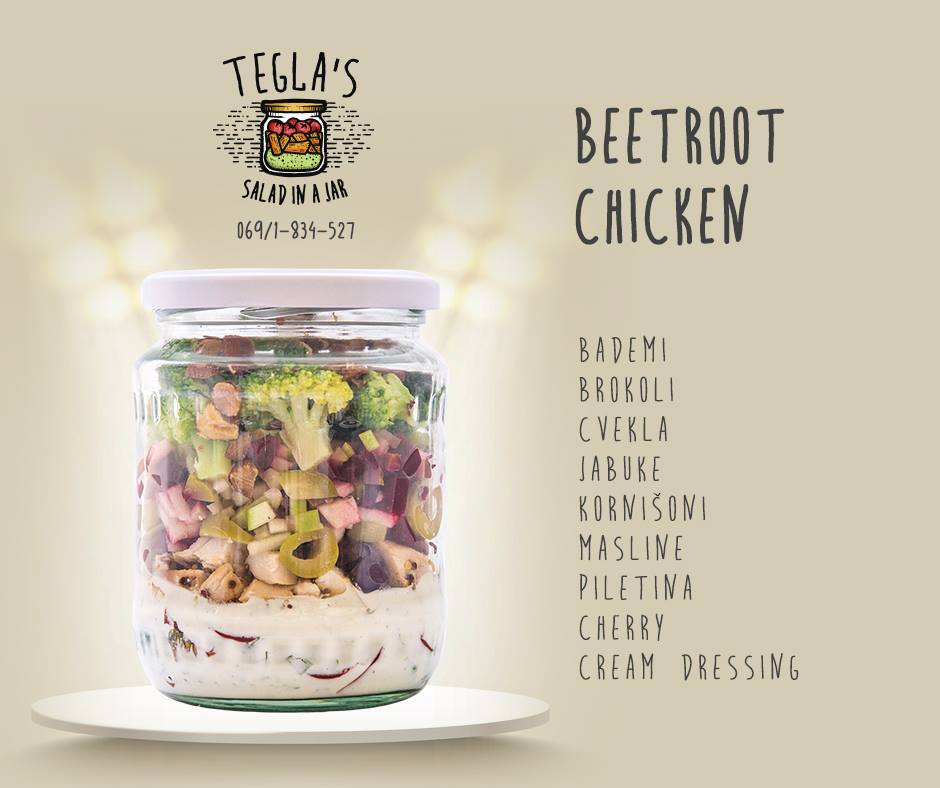 TEGLA'S
SALAD IN A JAR
069/1-834-527
BEETROOT
CHICKEN
BADEMI
BROKOLI
CVEKLA
JABUKE
KORNIŠONI
MASLINE
PILETINA
CHERRY
CREAM DRESSING